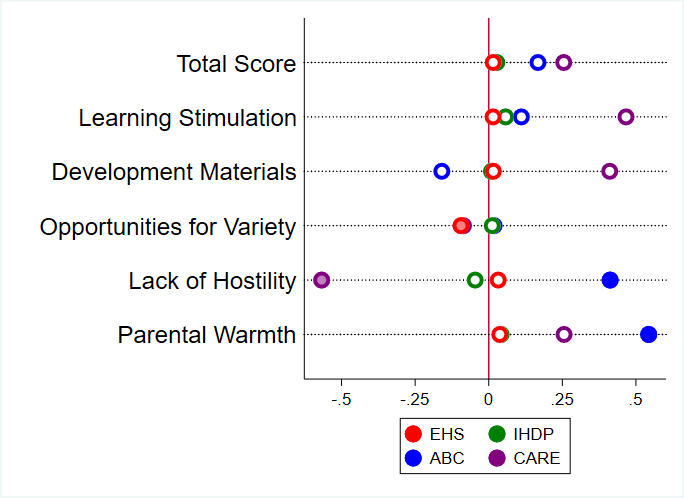 Total Score
Learning Stimulation
Development Materials
Opportunities for Variety
Lack of Hostility
Parental Warmth
-.5 -.25 0 .25 .5
EHS IHDP
ABC CARE